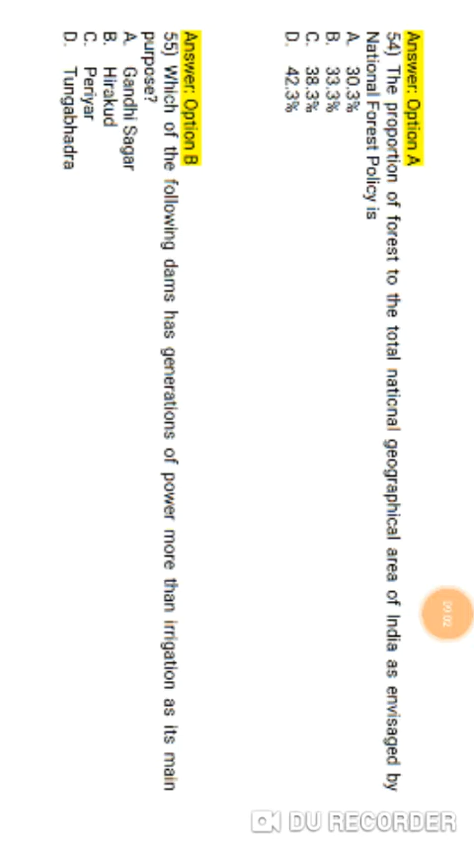 Answer: Option A
54) The proportion of forest to the total national geographical area of India as envisaged by
National Forest Policy is
A. 30.3%
B. 33.3%
C. 38.3%
D. 42.3%
Answer: Option B
55) Which of the following dams has generations of power more than irrigation as its main
purpose?
A. Gandhi Sagar
B. Hirakud
C. Periyar
D. Tungabhadra
09:02
DU RECORDER